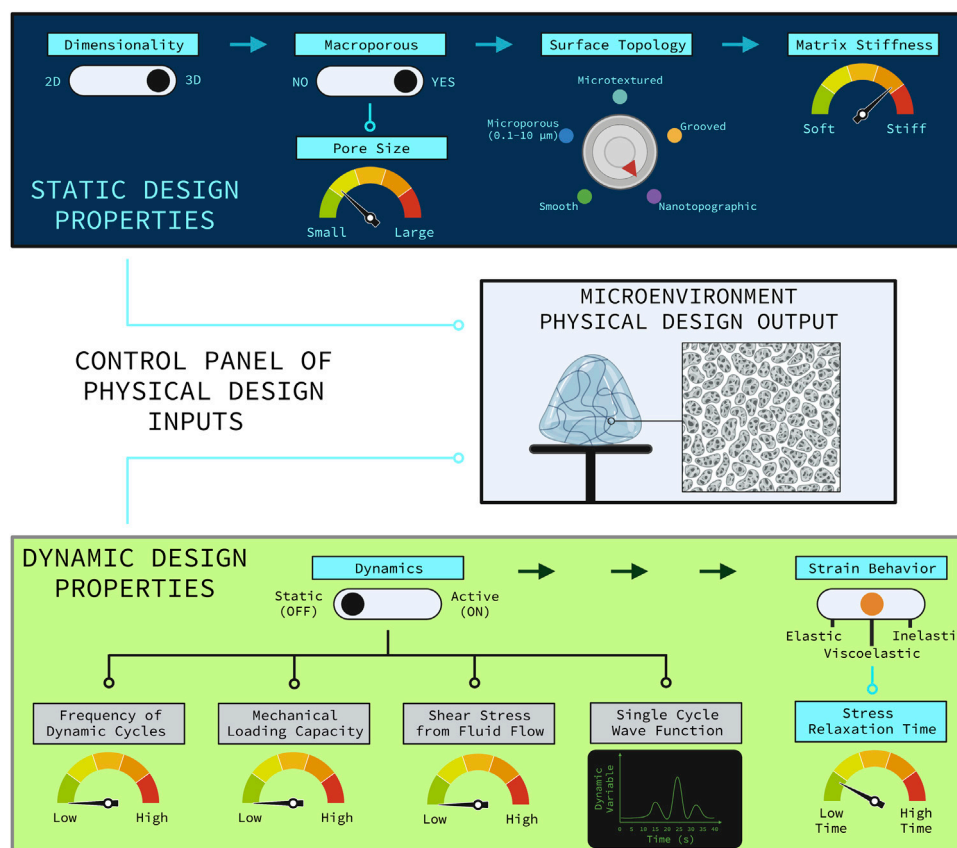 Dimensionality
Macroporous
Surface Topology
Matrix Stiffness
2D
3D
NO
YES
Microtextured
Microporous
(0.1-10 µm)
Grooved
Smooth
Nanotopographic
Soft
Stiff
Pore Size
Small
Large
STATIC DESIGN
PROPERTIES
MICROENVIRONMENT
PHYSICAL DESIGN OUTPUT
CONTROL PANEL OF
PHYSICAL DESIGN
INPUTS
DYNAMIC DESIGN
PROPERTIES
Dynamics
Static
(OFF)
Active
(ON)
Strain Behavior
Elastic
Inelasti
Viscoelastic
Frequency of
Dynamic Cycles
Low
High
Mechanical
Loading Capacity
Low
High
Shear Stress
from Fluid Flow
Low
High
Single Cycle
Wave Function
Dynamic
Variable
0 5 10 15 20 25 30 35 40
Time (s)
Stress
Relaxation Time
Low
Time
High
Time